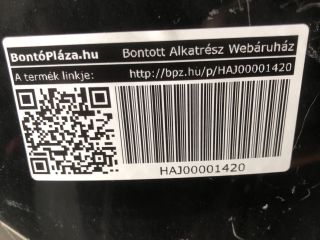 BontóPláza.hu Bontott Alkatrész Webáruház
A termék linkje: http://bpz.hu/p/HAJ00001420
HAJ00001420